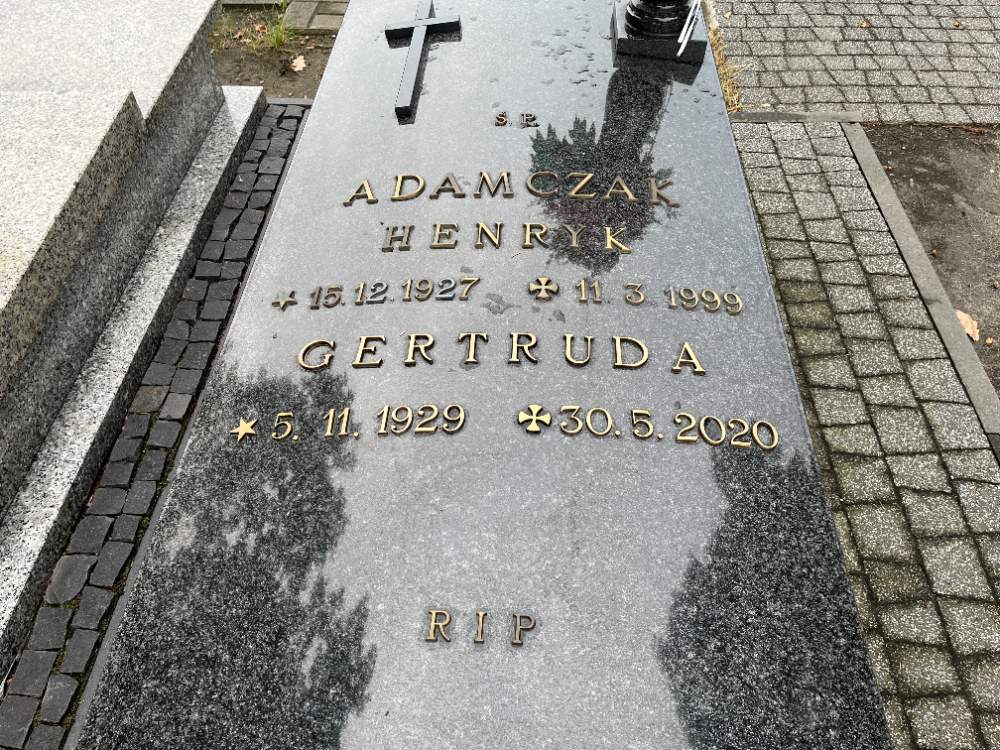 Ś. P.
ADAMCZAK
HENRYK
15. 12. 1927 11. 3. 1999
GERTRUDA
5. 11. 1929 30. 5. 2020
RIP